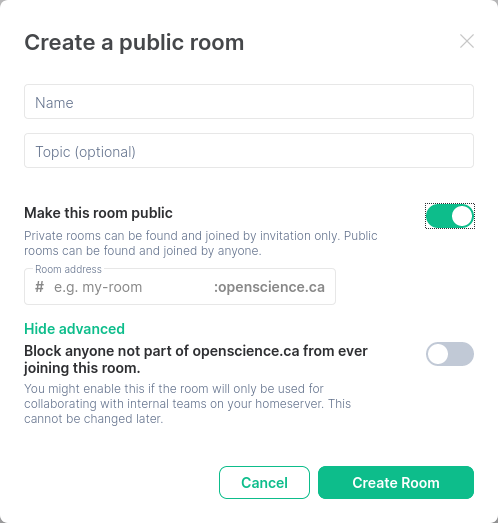 Create a public room
Name
Topic (optional)
Make this room public
Private rooms can be found and joined by invitation only. Public
rooms can be found and joined by anyone.
Room address
# e.g. my-room :openscience.ca
Hide advanced
Block anyone not part of openscience.ca from ever
joining this room.
You might enable this if the room will only be used for
collaborating with internal teams on your homeserver. This
cannot be changed later.
Cancel Create Room